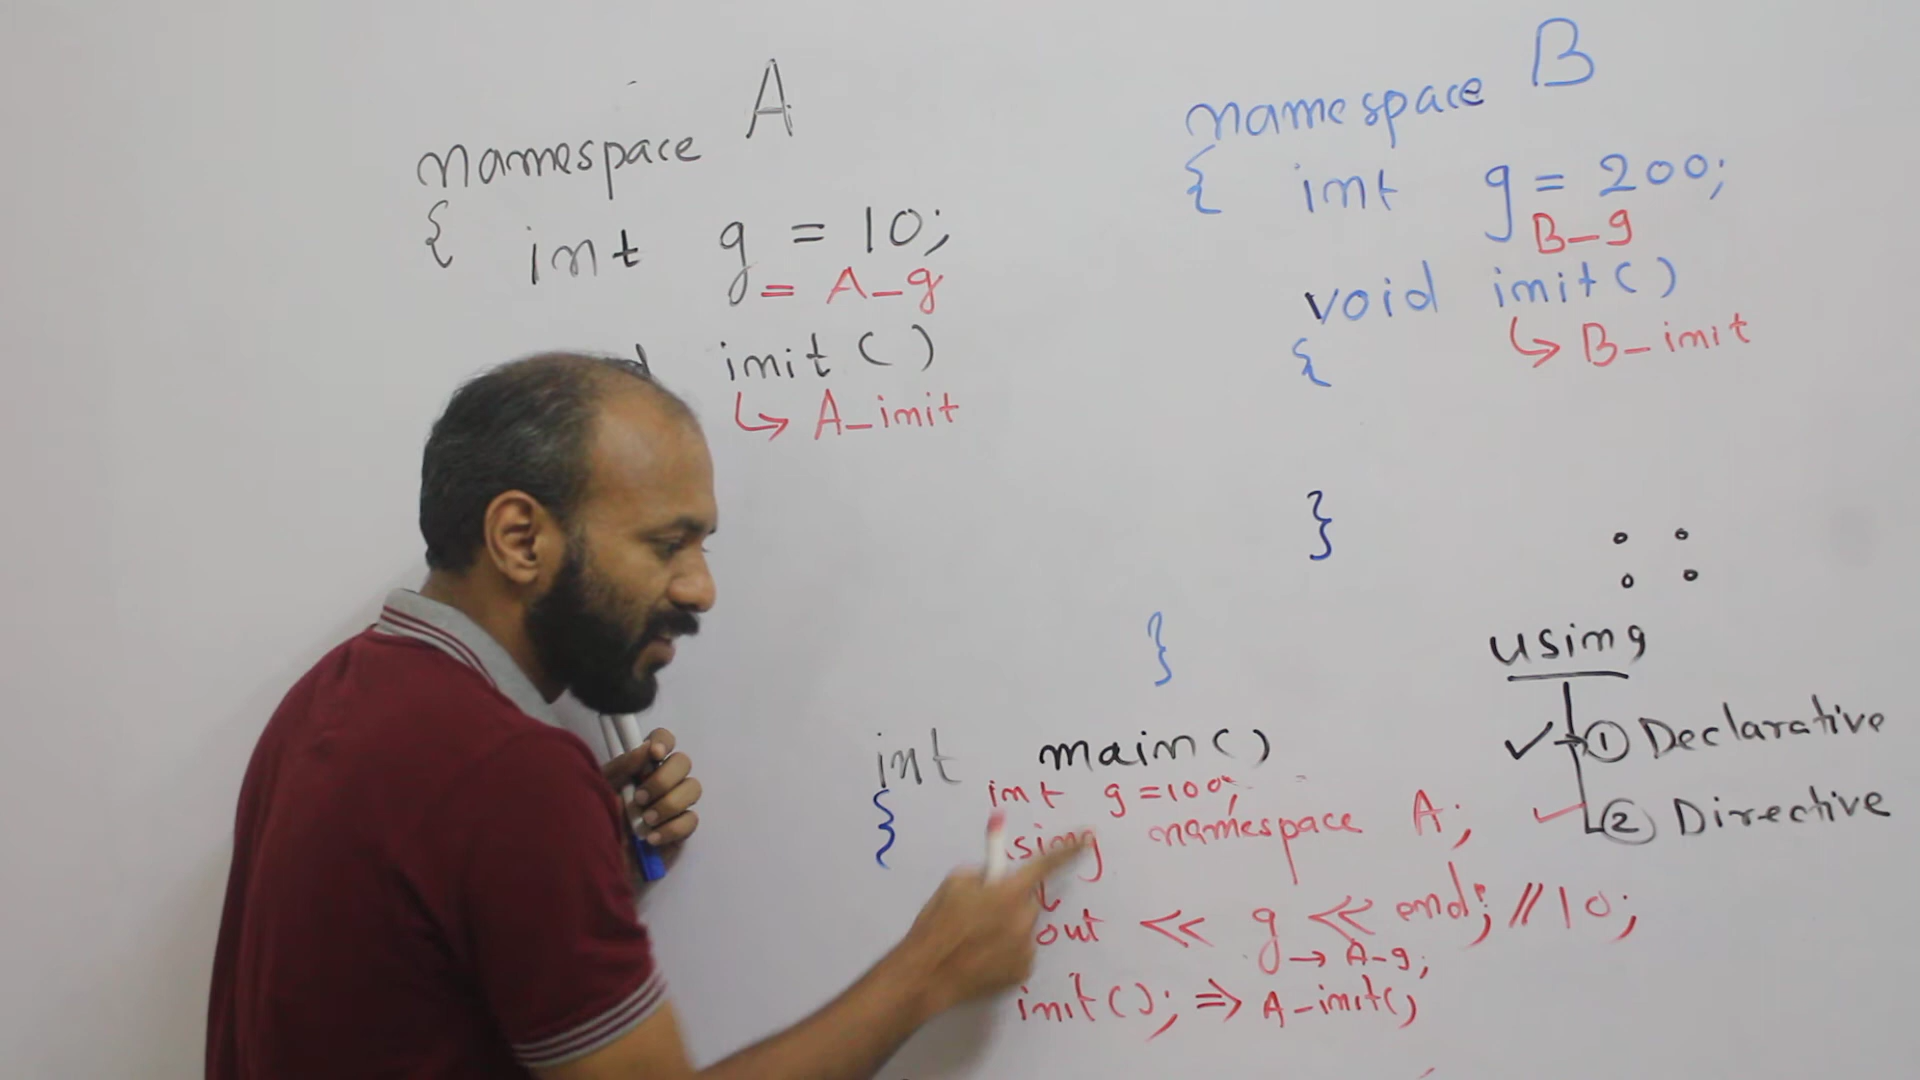 namespace A
{ int g = 10;
= A_g
init ( )
↳ A_init
namespace B
{ int g = 200;
B_g
void init ( )
↳ B_init
{
}
}
: :
using
✓ ① Declarative
② Directive
int main ( )
int g = 100;
{ using namespace A;
out << g << endl; // 10;
→ A_g;
init ( ); ⇒ A_init( );